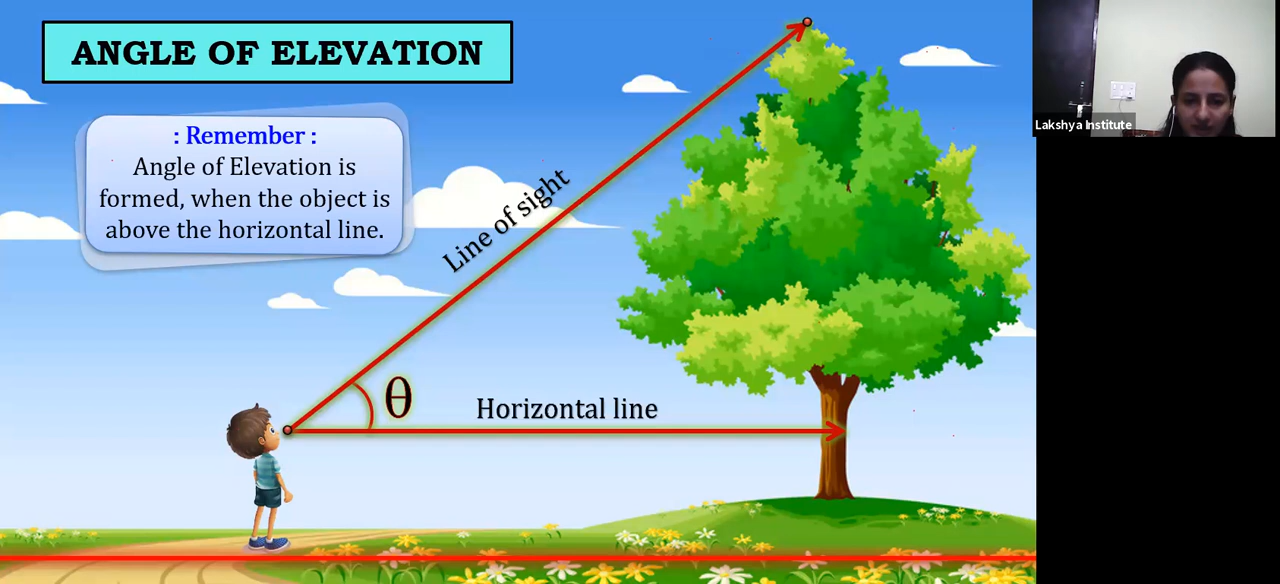 ANGLE OF ELEVATION
: Remember :
Angle of Elevation is
formed, when the object is
above the horizontal line.
Line of sight
θ
Horizontal line
Lakshya Institute